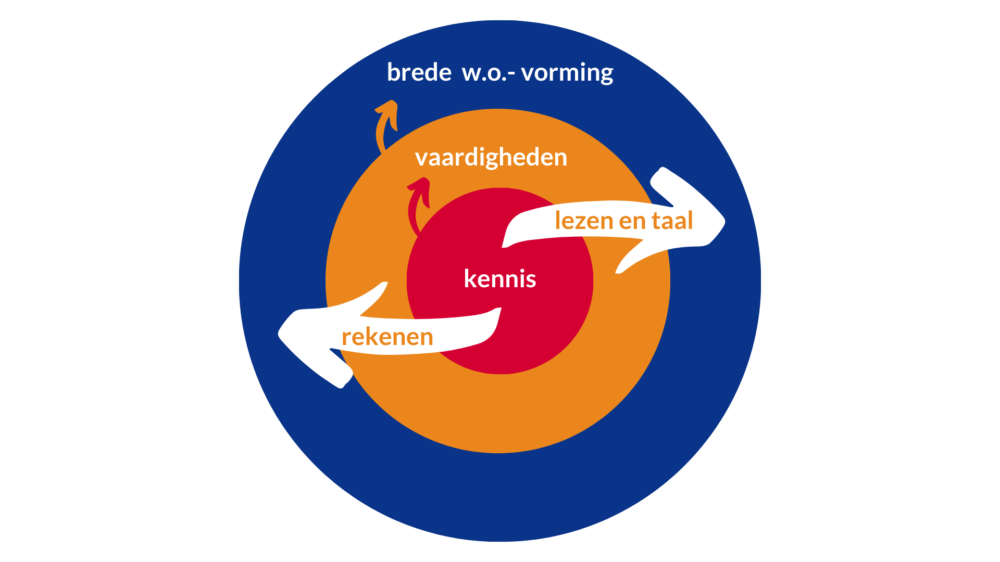 brede w.o.- vorming
vaardigheden
lezen en taal
kennis
rekenen